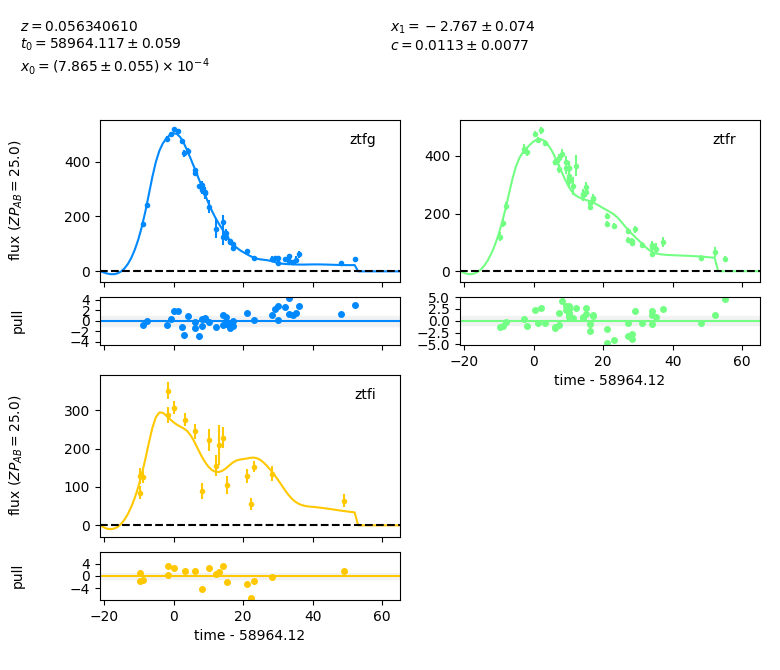 z = 0.056340610
t₀ = 58964.117 ± 0.059
x₀ = (7.865 ± 0.055) × 10⁻⁴
x₁ = −2.767 ± 0.074
c = 0.0113 ± 0.0077
flux (ZP_AB = 25.0)
400
200
0
ztfg
400
200
0
ztfr
pull
4
2
0
−2
−4
5.0
2.5
0.0
−2.5
−5.0
−20 0 20 40 60
time - 58964.12
flux (ZP_AB = 25.0)
300
200
100
0
ztfi
pull
4
0
−4
−20 0 20 40 60
time - 58964.12